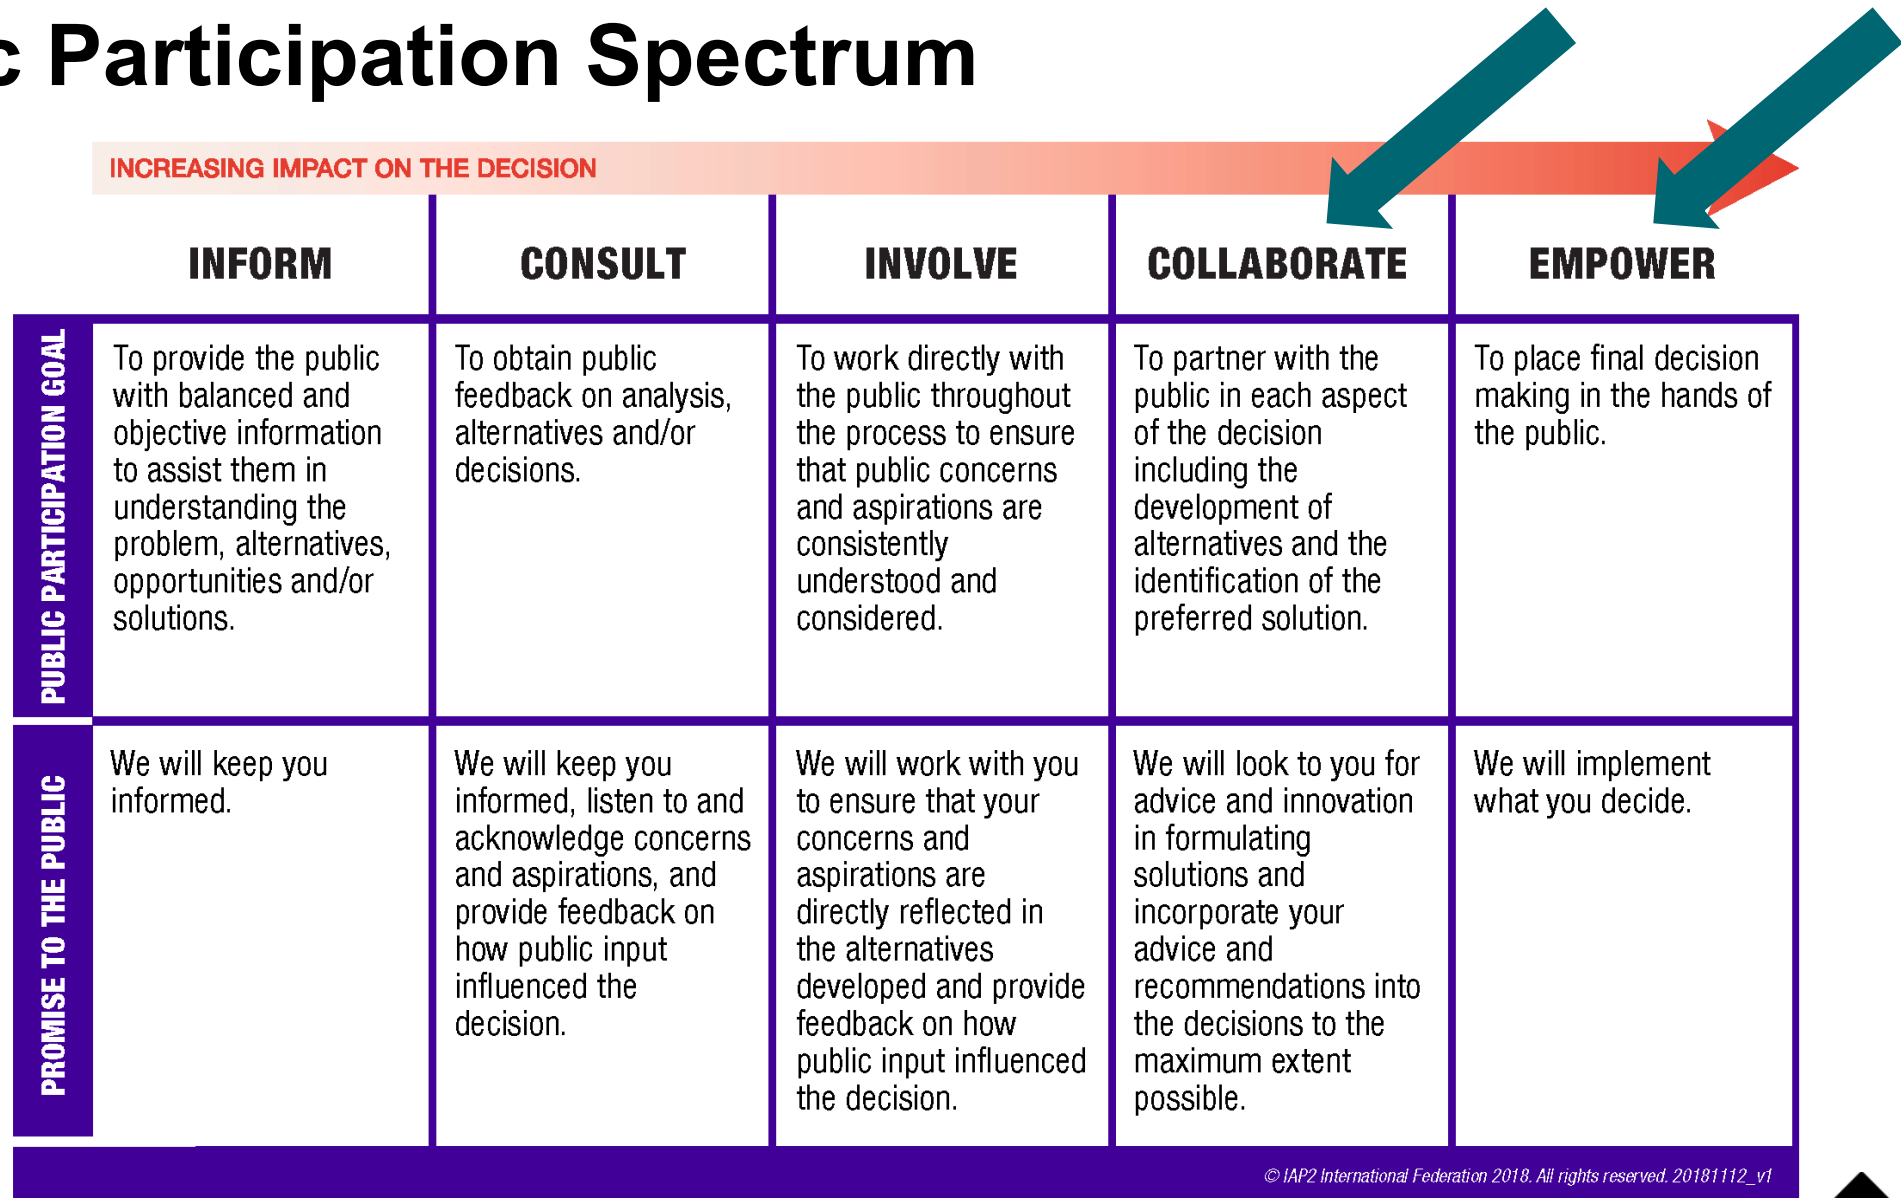 c Participation Spectrum
INCREASING IMPACT ON THE DECISION
INFORM
CONSULT
INVOLVE
COLLABORATE
EMPOWER
PUBLIC PARTICIPATION GOAL
To provide the public
with balanced and
objective information
to assist them in
understanding the
problem, alternatives,
opportunities and/or
solutions.
To obtain public
feedback on analysis,
alternatives and/or
decisions.
To work directly with
the public throughout
the process to ensure
that public concerns
and aspirations are
consistently
understood and
considered.
To partner with the
public in each aspect
of the decision
including the
development of
alternatives and the
identification of the
preferred solution.
To place final decision
making in the hands of
the public.
PROMISE TO THE PUBLIC
We will keep you
informed.
We will keep you
informed, listen to and
acknowledge concerns
and aspirations, and
provide feedback on
how public input
influenced the
decision.
We will work with you
to ensure that your
concerns and
aspirations are
directly reflected in
the alternatives
developed and provide
feedback on how
public input influenced
the decision.
We will look to you for
advice and innovation
in formulating
solutions and
incorporate your
advice and
recommendations into
the decisions to the
maximum extent
possible.
We will implement
what you decide.
© IAP2 International Federation 2018. All rights reserved. 20181112_v1